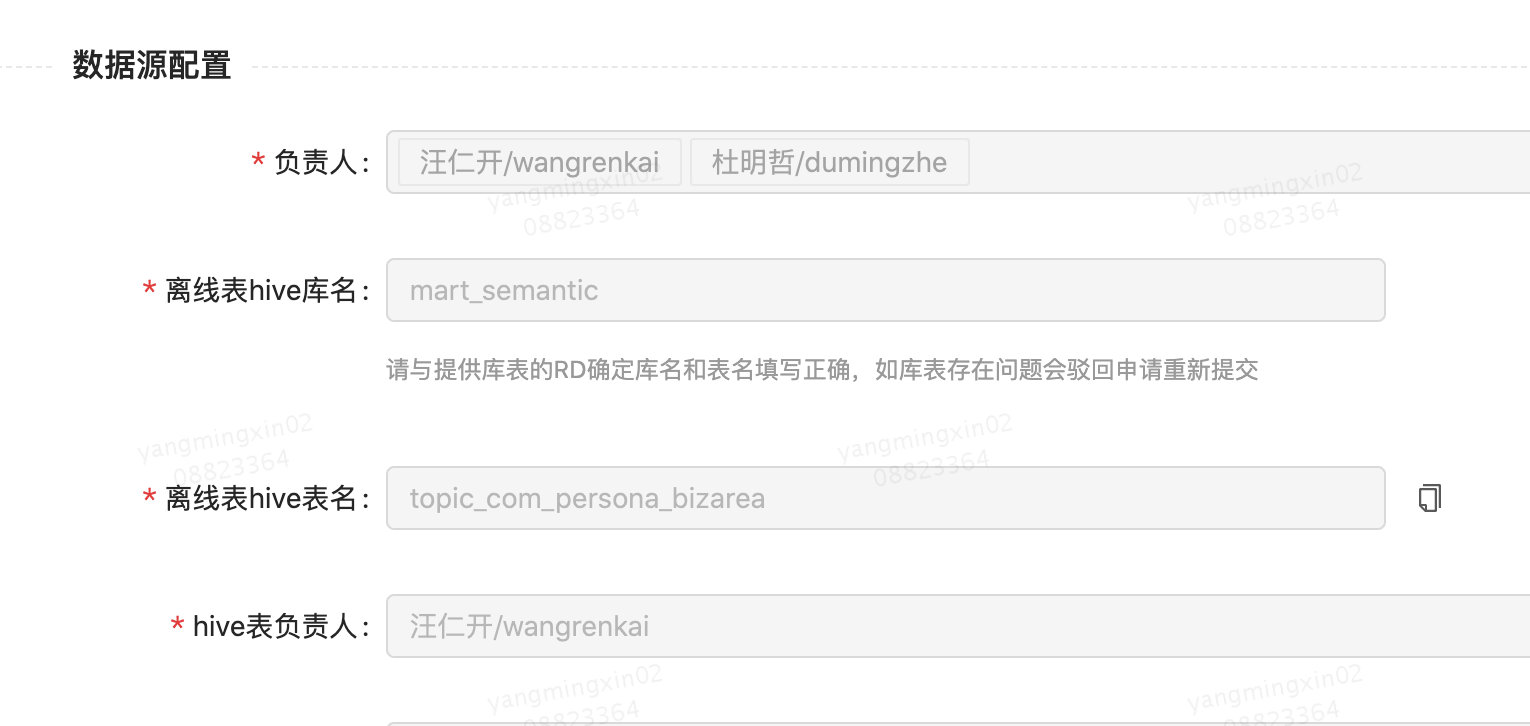 数据源配置
* 负责人： 汪仁开/wangrenkai 杜明哲/dumingzhe
yangmingxin02 yangmingxin02
08823364 08823364
* 离线表hive库名： mart_semantic
请与提供库表的RD确定库名和表名填写正确，如库表存在问题会驳回申请重新提交
yangmingxin02 yangmingxin02
08823364 08823364
* 离线表hive表名： topic_com_persona_bizarea
* hive表负责人： 汪仁开/wangrenkai
yangmingxin02 yangmingxin02
08823364 08823364